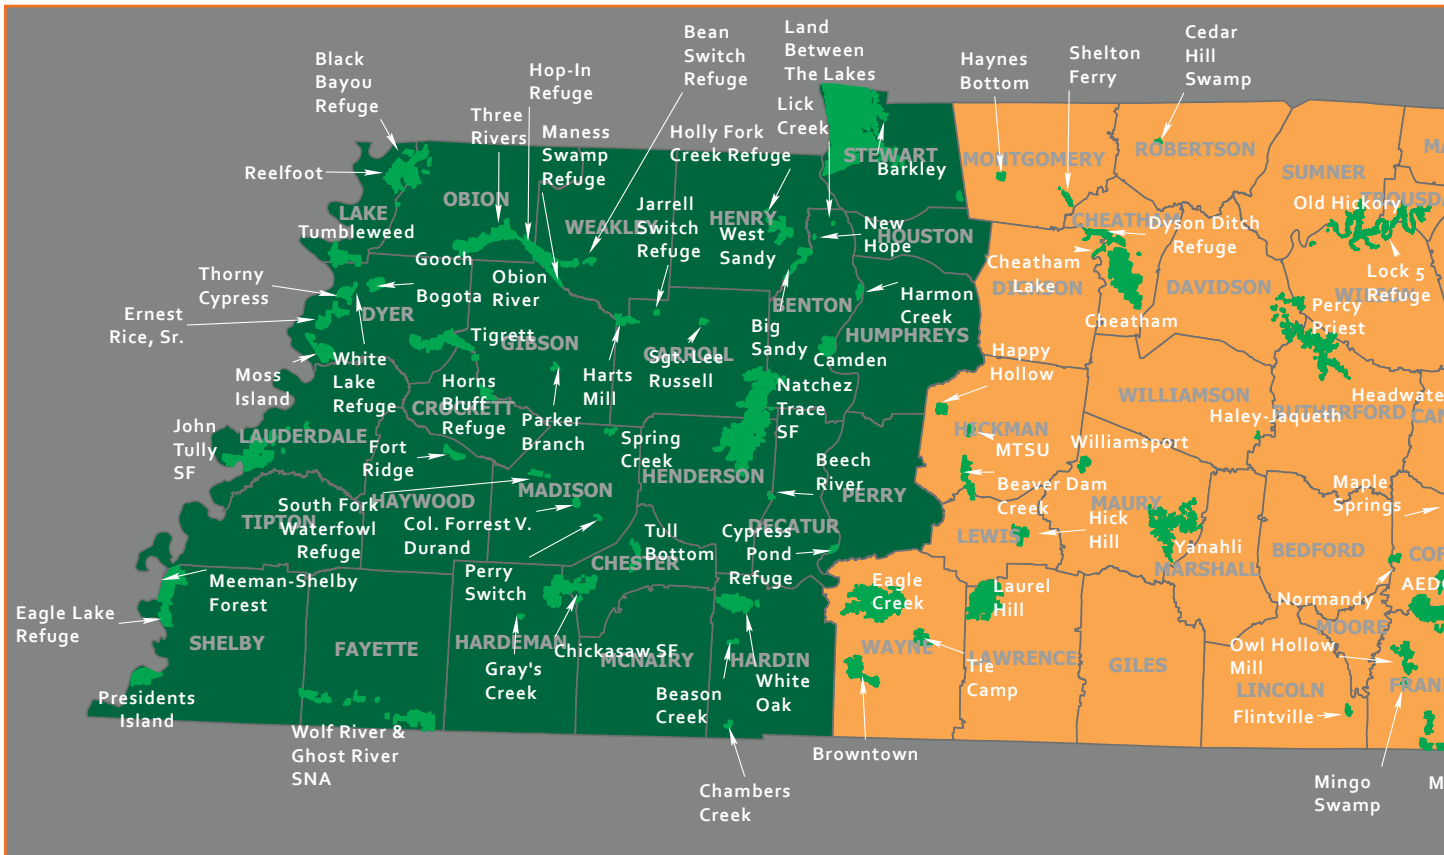 Black
Bayou
Refuge
Hop-In
Refuge
Bean
Switch
Refuge
Land
Between
The Lakes
Haynes
Bottom
Shelton
Ferry
Cedar
Hill
Swamp
Three
Rivers
Maness
Swamp
Refuge
Holly Fork
Creek Refuge
Lick
Creek
Reelfoot
OBION
LAKE
WEAKLEY
HENRY
STEWART
Barkley
MONTGOMERY
ROBERTSON
SUMNER
Jarrell
Switch
Refuge
West
Sandy
New
Hope
HOUSTON
CHEATHAM
Dyson Ditch
Refuge
Old Hickory
Tumbleweed
Gooch
Obion
River
Thorny
Cypress
Bogota
DYER
Ernest
Rice, Sr.
BENTON
Harmon
Creek
HUMPHREYS
Cheatham
Lake
DAVIDSON
Lock 5
Refuge
Percy
Priest
Cheatham
Tigrett
GIBSON
CARROLL
Sgt. Lee
Russell
Big
Sandy
Camden
Happy
Hollow
Moss
Island
White
Lake
Refuge
Horns
Bluff
Refuge
CROCKETT
Parker
Branch
Harts
Mill
Natchez
Trace
SF
WILLIAMSON
Haley-Jaqueth
RUTHERFORD
John
Tully
SF
LAUDERDALE
Fort
Ridge
Spring
Creek
HICKMAN
MTSU
Williamsport
HENDERSON
Beech
River
PERRY
Beaver Dam
Creek
MAURY
Maple
Springs
TIPTON
HAYWOOD
South Fork
Waterfowl
Refuge
MADISON
Col. Forrest V.
Durand
DECATUR
Tull
Bottom
Cypress
Pond
Refuge
LEWIS
Hick
Hill
Yanahli
MARSHALL
BEDFORD
CHESTER
Meeman-Shelby
Forest
Perry
Switch
Eagle
Creek
Laurel
Hill
Normandy
Eagle Lake
Refuge
SHELBY
FAYETTE
HARDEMAN
Chickasaw SF
MCNAIRY
HARDIN
White
Oak
WAYNE
Tie
Camp
LAWRENCE
GILES
MOORE
Owl Hollow
Mill
LINCOLN
Flintville
Gray's
Creek
Beason
Creek
Presidents
Island
Wolf River &
Ghost River
SNA
Browntown
Chambers
Creek
Mingo
Swamp